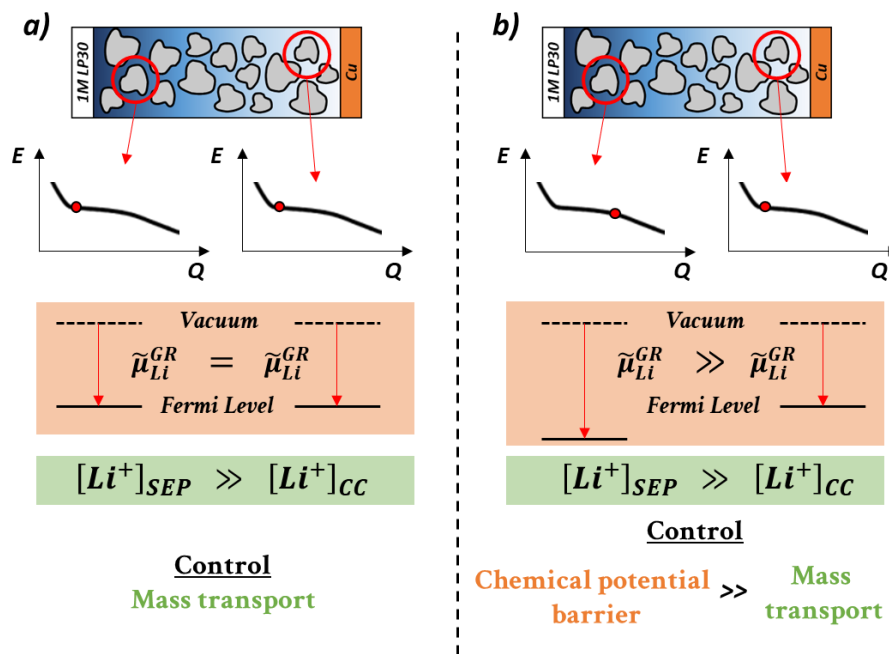 a)
1M LP30
Cu
E
Q
E
Q
Vacuum
μ̃_Li^GR = μ̃_Li^GR
Fermi Level
[Li⁺]_SEP ≫ [Li⁺]_CC
Control
Mass transport
b)
1M LP30
Cu
E
Q
E
Q
Vacuum
μ̃_Li^GR ≫ μ̃_Li^GR
Fermi Level
[Li⁺]_SEP ≫ [Li⁺]_CC
Control
Chemical potential
barrier
>>
Mass
transport